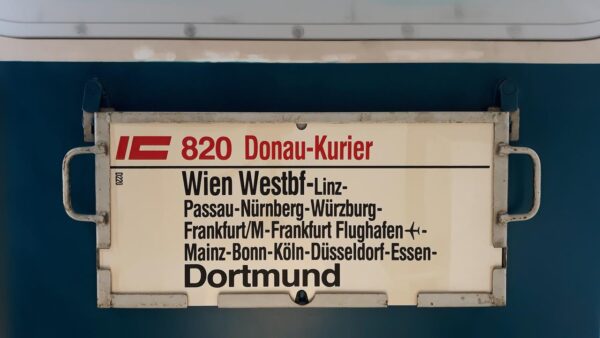 IC 820 Donau-Kurier
Wien Westbf-Linz-
Passau-Nürnberg-Würzburg-
Frankfurt/M-Frankfurt Flughafen✈-
Mainz-Bonn-Köln-Düsseldorf-Essen-
Dortmund